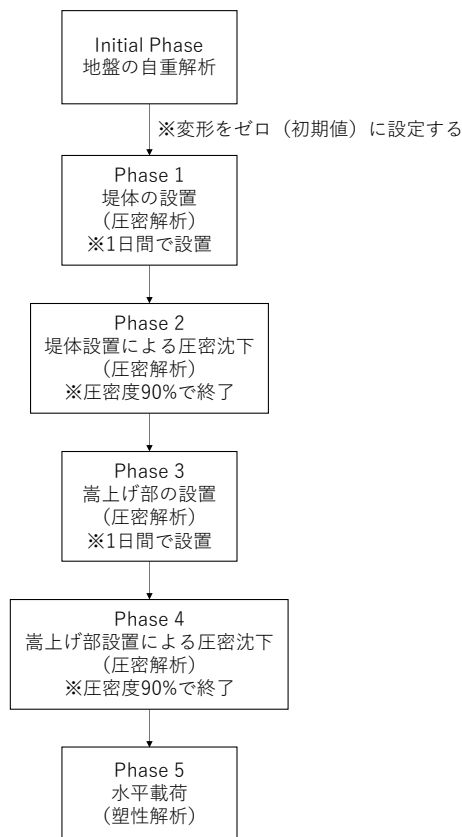 Initial Phase
地盤の自重解析
※変形をゼロ（初期値）に設定する
Phase 1
堤体の設置
（圧密解析）
※1日間で設置
Phase 2
堤体設置による圧密沈下
（圧密解析）
※圧密度90%で終了
Phase 3
嵩上げ部の設置
（圧密解析）
※1日間で設置
Phase 4
嵩上げ部設置による圧密沈下
（圧密解析）
※圧密度90%で終了
Phase 5
水平載荷
（塑性解析）